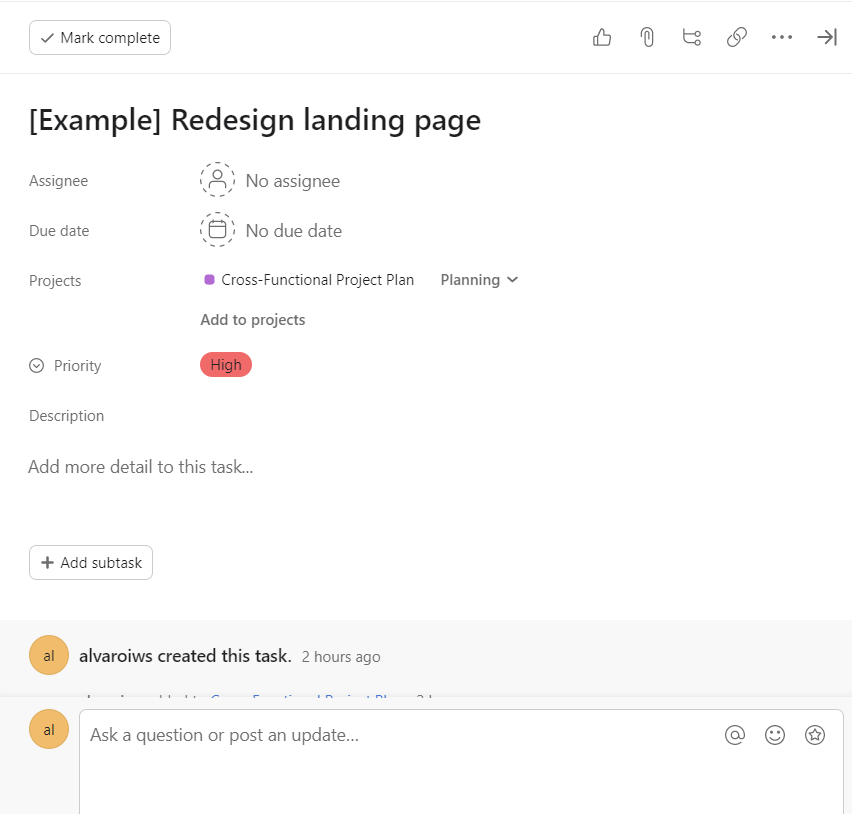 Mark complete
[Example] Redesign landing page
Assignee No assignee
Due date No due date
Projects Cross-Functional Project Plan Planning
Add to projects
Priority High
Description
Add more detail to this task...
Add subtask
al alvaroiws created this task. 2 hours ago
al Ask a question or post an update...